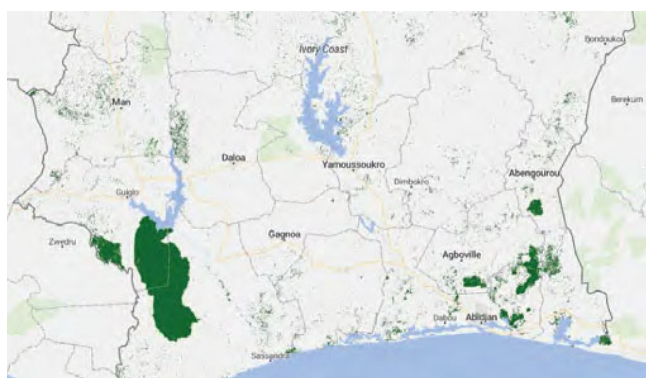 Ivory Coast
Bondoukou
Man
Berekum
Daloa
Yamoussoukro
Abengourou
Dimbokro
Guiglo
Gagnoa
Zwedru
Agboville
Dabou
Abidjan
Sassandra